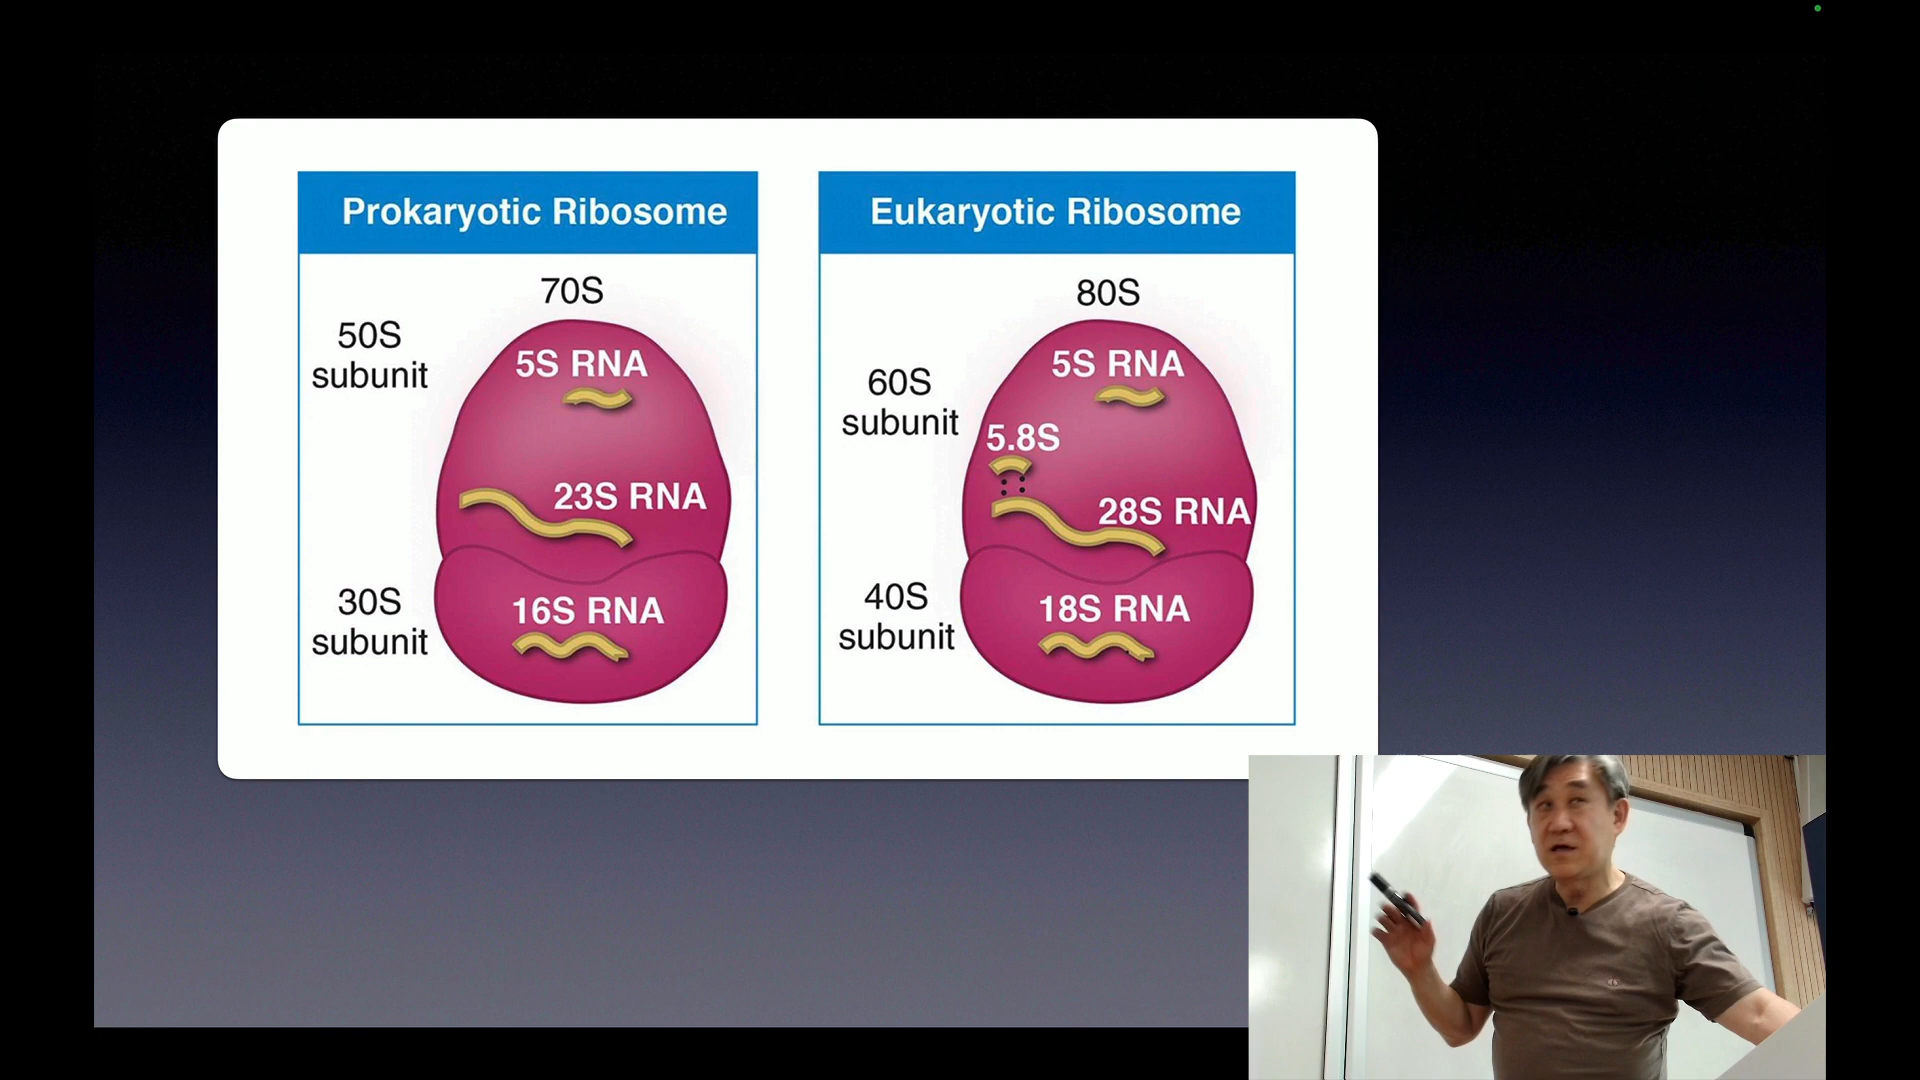 Prokaryotic Ribosome
70S
50S
subunit
5S RNA
23S RNA
30S
subunit
16S RNA
Eukaryotic Ribosome
80S
60S
subunit
5S RNA
5.8S
28S RNA
40S
subunit
18S RNA